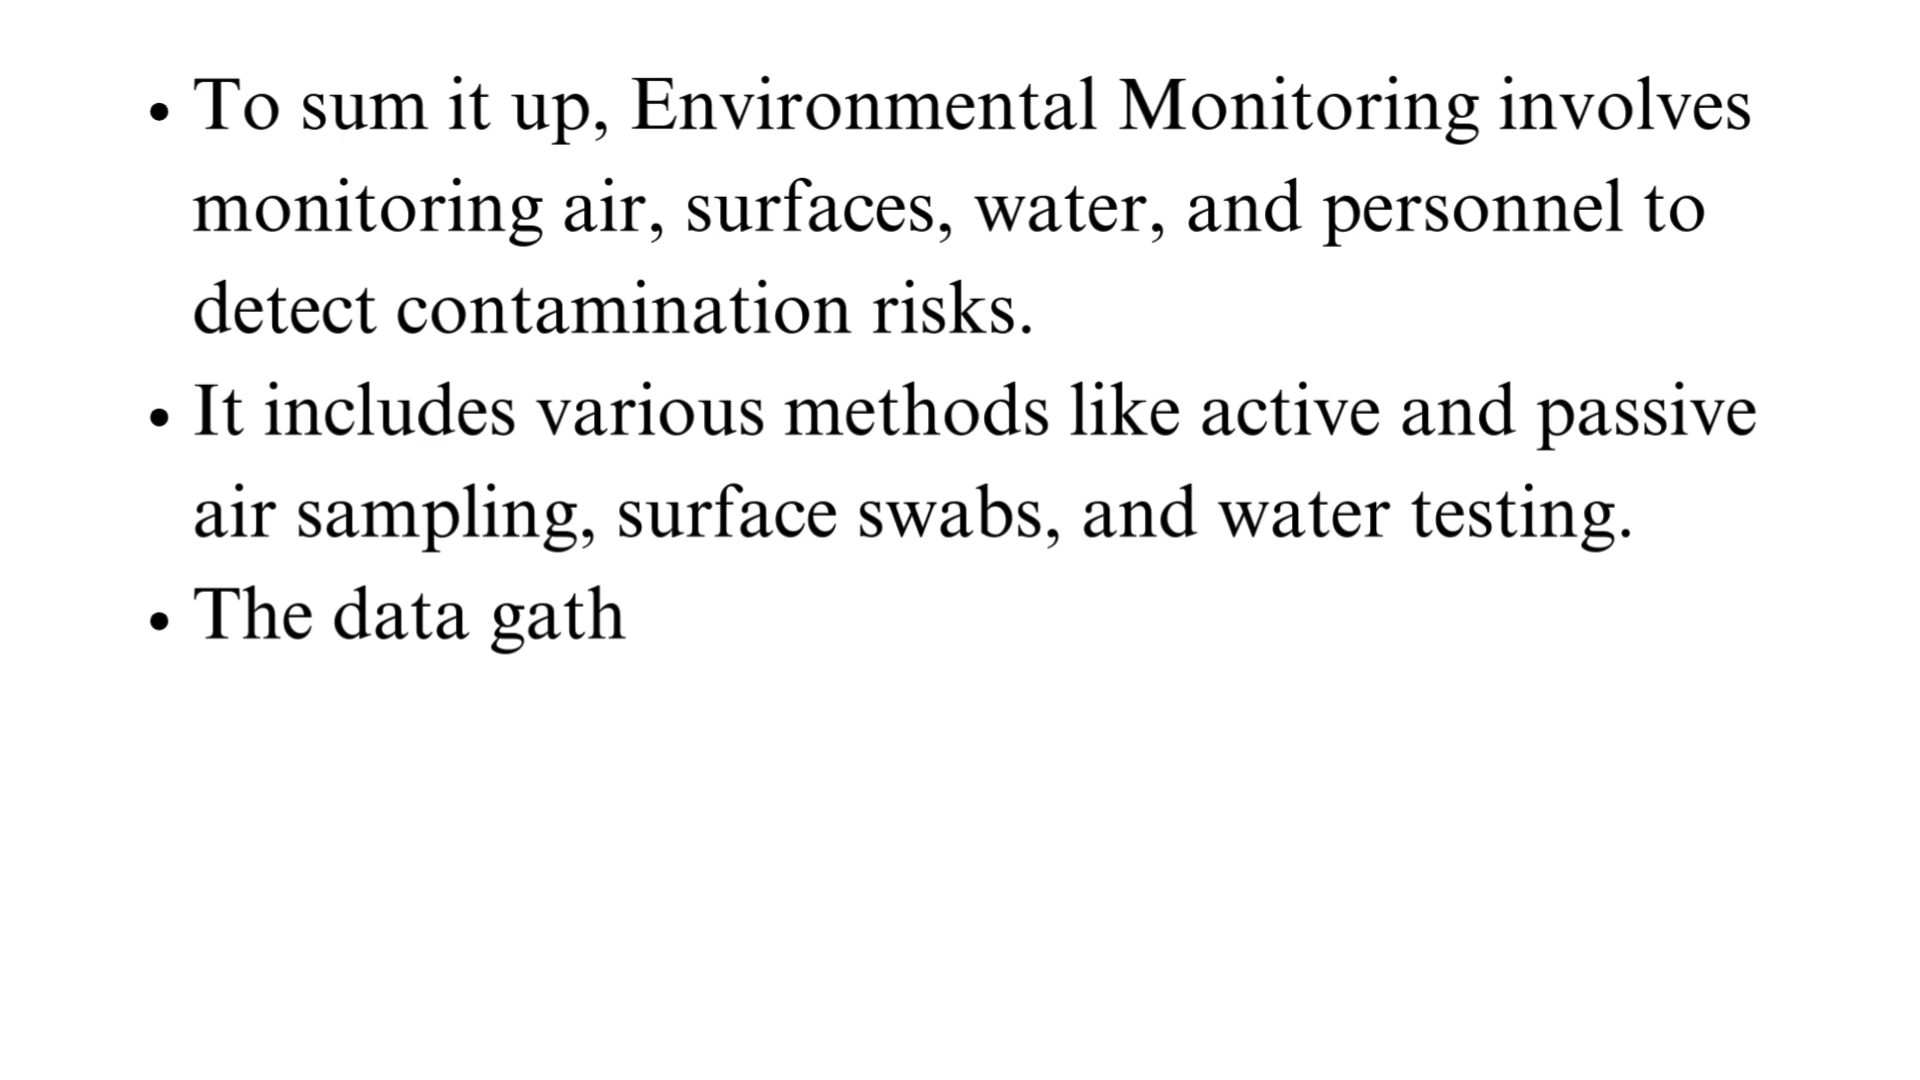 • To sum it up, Environmental Monitoring involves
monitoring air, surfaces, water, and personnel to
detect contamination risks.
• It includes various methods like active and passive
air sampling, surface swabs, and water testing.
• The data gath